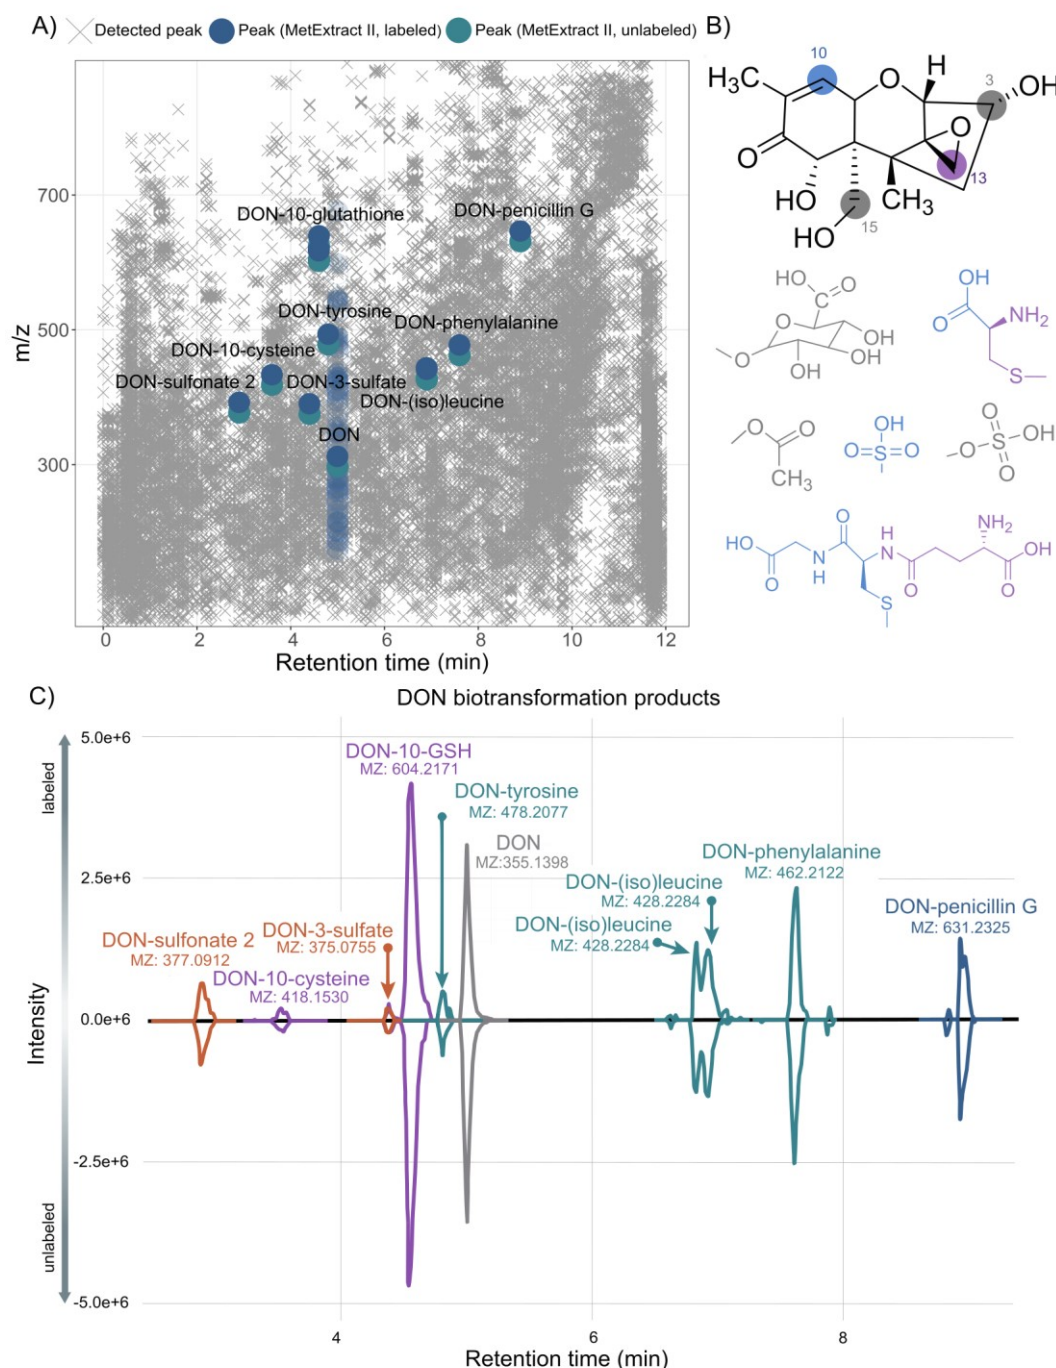 A)
Detected peak
Peak (MetExtract II, labeled)
Peak (MetExtract II, unlabeled)
m/z
700
500
300
DON-10-glutathione
DON-penicillin G
DON-tyrosine
DON-phenylalanine
DON-10-cysteine
DON-sulfonate 2
DON-3-sulfate
DON-(iso)leucine
DON
0
2
4
6
8
10
12
Retention time (min)
B)
10
H
3
H₃C
O
OH
O
O
13
HO
CH₃
15
HO
HO
O
O
OH
O
OH
OH
OH
O
NH₂
S
O
O
CH₃
OH
O=S=O
O
OH
O
S
O
NH₂
O
H
HO
N
N
OH
O
H
O
O
S
C)
DON biotransformation products
labeled
unlabeled
Intensity
5.0e+6
2.5e+6
0.0e+6
-2.5e+6
-5.0e+6
DON-10-GSH
MZ: 604.2171
DON-tyrosine
MZ: 478.2077
DON
MZ:355.1398
DON-phenylalanine
MZ: 462.2122
DON-(iso)leucine
MZ: 428.2284
DON-(iso)leucine
MZ: 428.2284
DON-penicillin G
MZ: 631.2325
DON-sulfonate 2
MZ: 377.0912
DON-3-sulfate
MZ: 375.0755
DON-10-cysteine
MZ: 418.1530
4
6
8
Retention time (min)